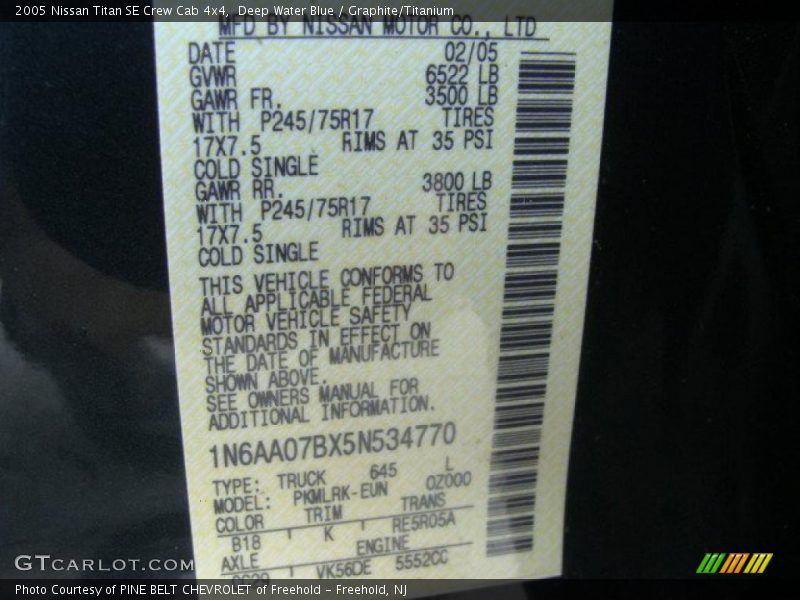 2005 Nissan Titan SE Crew Cab 4x4, Deep Water Blue / Graphite/Titanium
MFD BY NISSAN MOTOR CO., LTD
DATE 02/05
GVWR 6522 LB
GAWR FR. 3500 LB
WITH P245/75R17 TIRES
17X7.5 RIMS AT 35 PSI
COLD SINGLE
GAWR RR. 3800 LB
WITH P245/75R17 TIRES
17X7.5 RIMS AT 35 PSI
COLD SINGLE
THIS VEHICLE CONFORMS TO
ALL APPLICABLE FEDERAL
MOTOR VEHICLE SAFETY
STANDARDS IN EFFECT ON
THE DATE OF MANUFACTURE
SHOWN ABOVE.
SEE OWNERS MANUAL FOR
ADDITIONAL INFORMATION.
1N6AA07BX5N534770
TYPE: TRUCK 645 L
MODEL: PKMLRK-EUN OZ000
COLOR TRIM TRANS
B18 K RE5R05A
AXLE ENGINE
VK56DE 5552CC
GTCARLOT.COM
Photo Courtesy of PINE BELT CHEVROLET of Freehold - Freehold, NJ